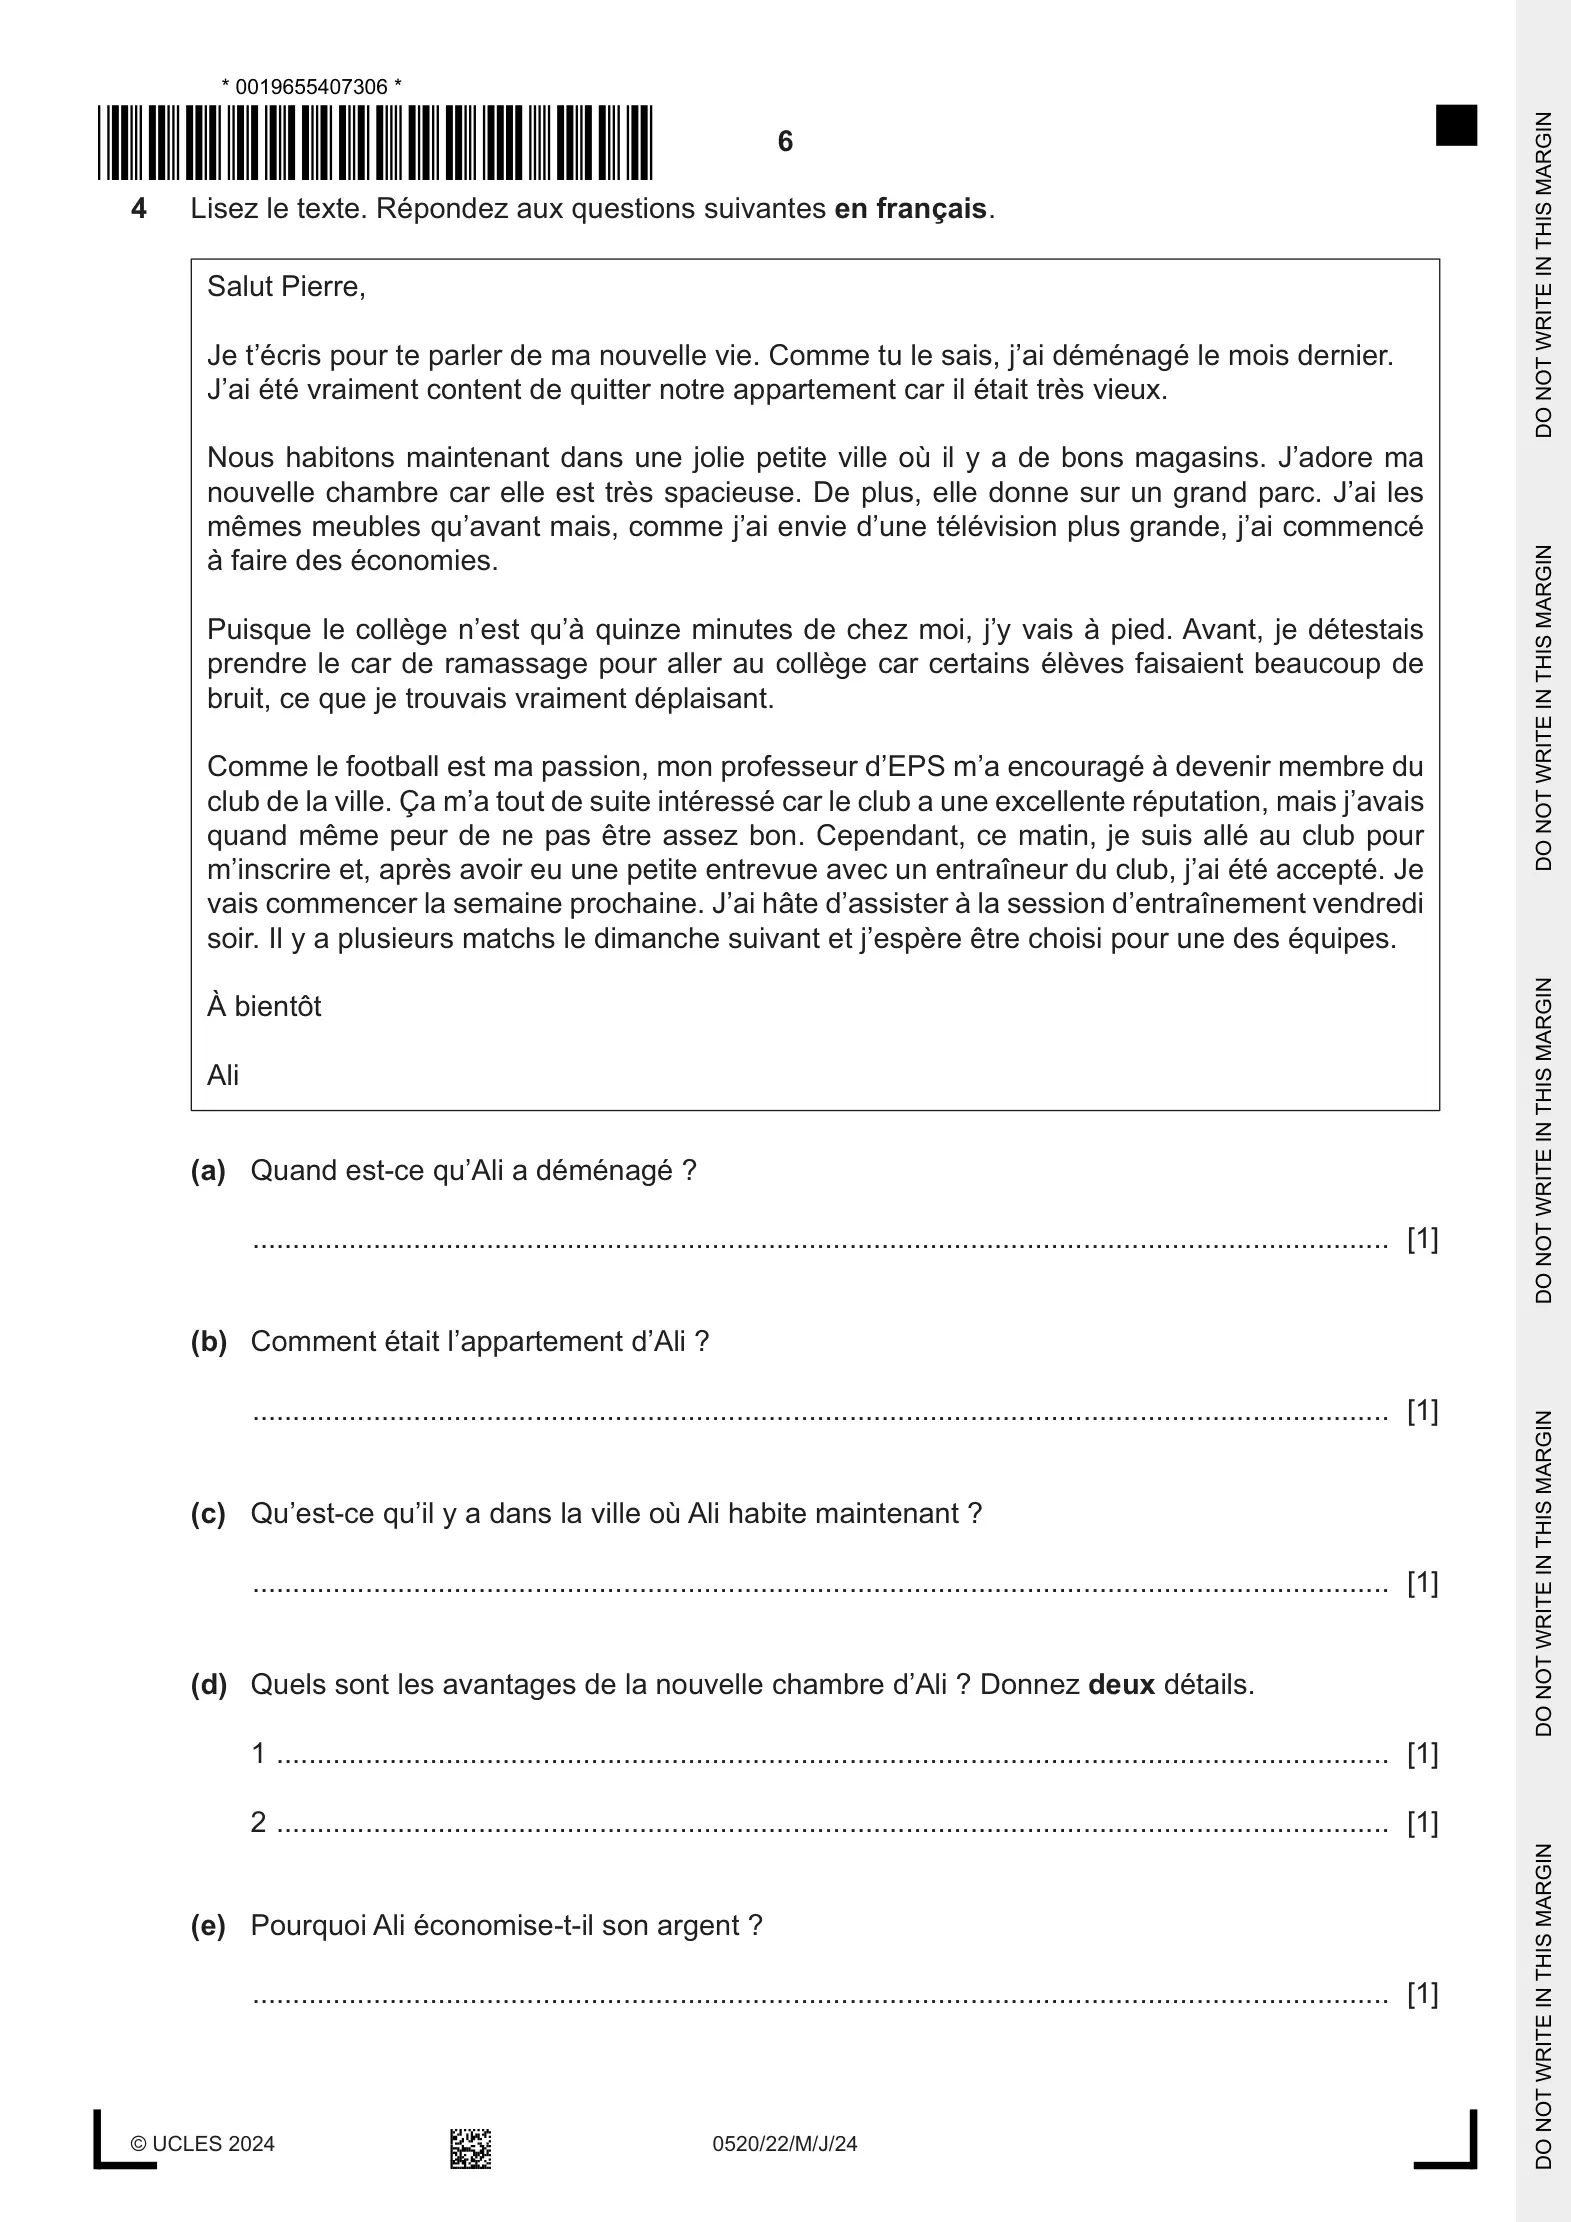 * 0019655407306 *
6
4 Lisez le texte. Répondez aux questions suivantes en français.
Salut Pierre,
Je t’écris pour te parler de ma nouvelle vie. Comme tu le sais, j’ai déménagé le mois dernier.
J’ai été vraiment content de quitter notre appartement car il était très vieux.
Nous habitons maintenant dans une jolie petite ville où il y a de bons magasins. J’adore ma
nouvelle chambre car elle est très spacieuse. De plus, elle donne sur un grand parc. J’ai les
mêmes meubles qu’avant mais, comme j’ai envie d’une télévision plus grande, j’ai commencé
à faire des économies.
Puisque le collège n’est qu’à quinze minutes de chez moi, j’y vais à pied. Avant, je détestais
prendre le car de ramassage pour aller au collège car certains élèves faisaient beaucoup de
bruit, ce que je trouvais vraiment déplaisant.
Comme le football est ma passion, mon professeur d’EPS m’a encouragé à devenir membre du
club de la ville. Ça m’a tout de suite intéressé car le club a une excellente réputation, mais j’avais
quand même peur de ne pas être assez bon. Cependant, ce matin, je suis allé au club pour
m’inscrire et, après avoir eu une petite entrevue avec un entraîneur du club, j’ai été accepté. Je
vais commencer la semaine prochaine. J’ai hâte d’assister à la session d’entraînement vendredi
soir. Il y a plusieurs matchs le dimanche suivant et j’espère être choisi pour une des équipes.
À bientôt
Ali
(a) Quand est-ce qu’Ali a déménagé ?
[1]
(b) Comment était l’appartement d’Ali ?
[1]
(c) Qu’est-ce qu’il y a dans la ville où Ali habite maintenant ?
[1]
(d) Quels sont les avantages de la nouvelle chambre d’Ali ? Donnez deux détails.
1 [1]
2 [1]
(e) Pourquoi Ali économise-t-il son argent ?
[1]
© UCLES 2024
0520/22/M/J/24
DO NOT WRITE IN THIS MARGIN
DO NOT WRITE IN THIS MARGIN
DO NOT WRITE IN THIS MARGIN
DO NOT WRITE IN THIS MARGIN
DO NOT WRITE IN THIS MARGIN